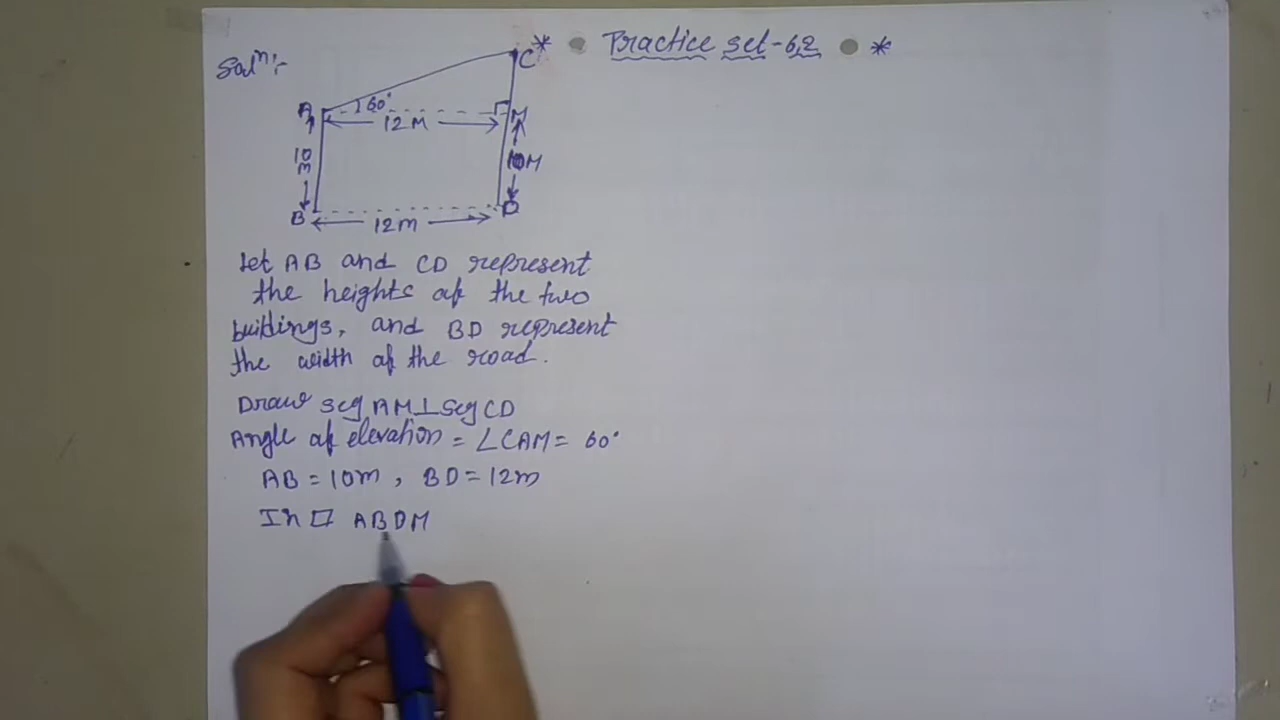 * Practice set-6.2 *
Solⁿ:-
C
A 60° M
12 M
10 10M
B D
12m
Let AB and CD represent
the heights of the two
buildings, and BD represent
the width of the road.
Draw seg AM⊥seg CD
Angle of elevation = ∠CAM = 60°
AB = 10m, BD = 12m
In □ ABDM